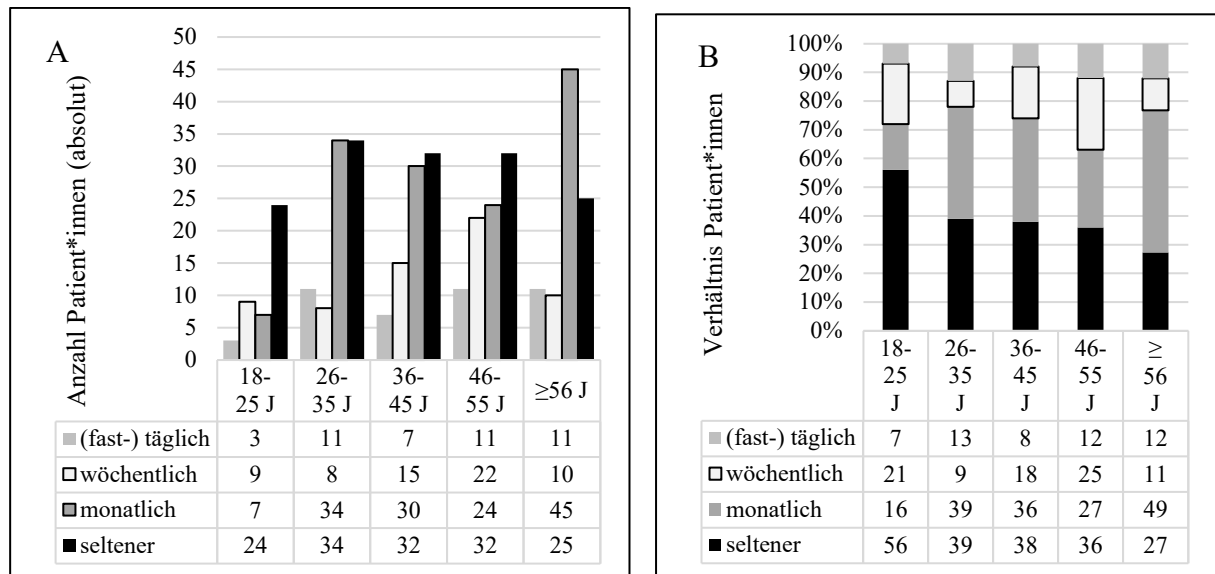 A
Anzahl Patient*innen (absolut)
50
45
40
35
30
25
20
15
10
5
0
18- 26- 36- 46- ≥56 J
25 J 35 J 45 J 55 J
(fast-) täglich 3 11 7 11 11
wöchentlich 9 8 15 22 10
monatlich 7 34 30 24 45
seltener 24 34 32 32 25
B
Verhältnis Patient*innen
100%
90%
80%
70%
60%
50%
40%
30%
20%
10%
0%
18- 26- 36- 46- ≥
25 35 45 55 56 J
J J J J
(fast-) täglich 7 13 8 12 12
wöchentlich 21 9 18 25 11
monatlich 16 39 36 27 49
seltener 56 39 38 36 27